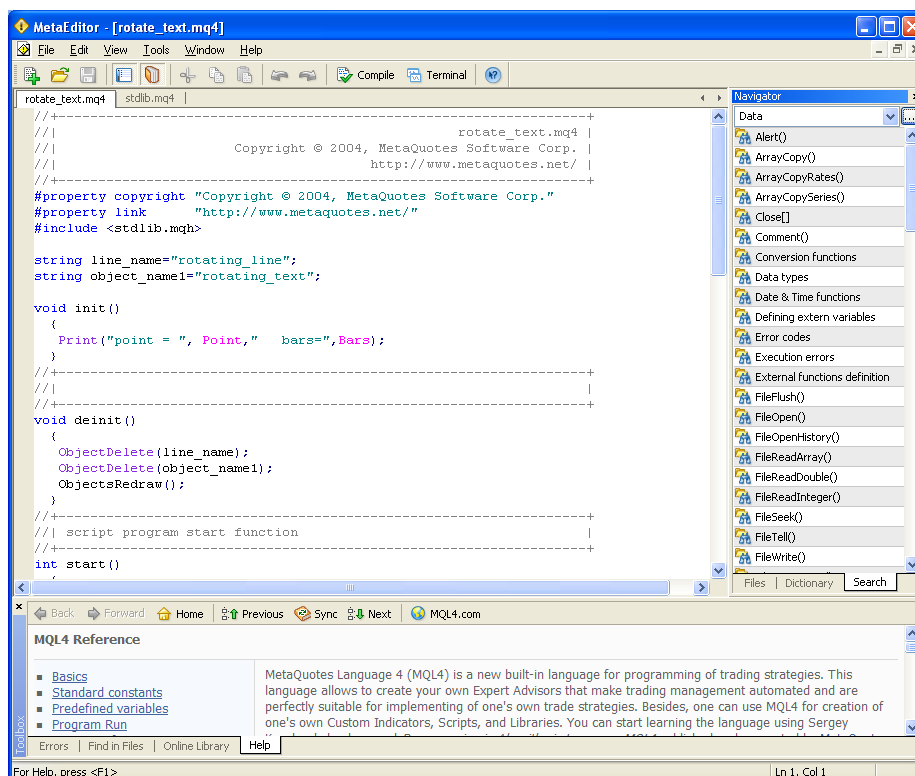 MetaEditor - [rotate_text.mq4]
File Edit View Tools Window Help
Compile Terminal
rotate_text.mq4 stdlib.mq4
//+------------------------------------------------------------------+
//| rotate_text.mq4 |
//| Copyright © 2004, MetaQuotes Software Corp. |
//| http://www.metaquotes.net/ |
//+------------------------------------------------------------------+
#property copyright "Copyright © 2004, MetaQuotes Software Corp."
#property link "http://www.metaquotes.net/"
#include <stdlib.mqh>
string line_name="rotating_line";
string object_name1="rotating_text";
void init()
{
Print("point = ", Point," bars=",Bars);
}
//+------------------------------------------------------------------+
//| |
//+------------------------------------------------------------------+
void deinit()
{
ObjectDelete(line_name);
ObjectDelete(object_name1);
ObjectsRedraw();
}
//+------------------------------------------------------------------+
//| script program start function |
//+------------------------------------------------------------------+
int start()
Navigator
Data
...
Alert()
ArrayCopy()
ArrayCopyRates()
ArrayCopySeries()
Close[]
Comment()
Conversion functions
Data types
Date & Time functions
Defining extern variables
Error codes
Execution errors
External functions definition
FileFlush()
FileOpen()
FileOpenHistory()
FileReadArray()
FileReadDouble()
FileReadInteger()
FileSeek()
FileTell()
FileWrite()
Files Dictionary Search
Back Forward Home Previous Sync Next MQL4.com
MQL4 Reference
Basics
Standard constants
Predefined variables
Program Run
MetaQuotes Language 4 (MQL4) is a new built-in language for programming of trading strategies. This
language allows to create your own Expert Advisors that make trading management automated and are
perfectly suitable for implementing of one's own trade strategies. Besides, one can use MQL4 for creation of
one's own Custom Indicators, Scripts, and Libraries. You can start learning the language using Sergey
Toolbox
Errors Find in Files Online Library Help
For Help, press <F1>
Ln 1, Col 1